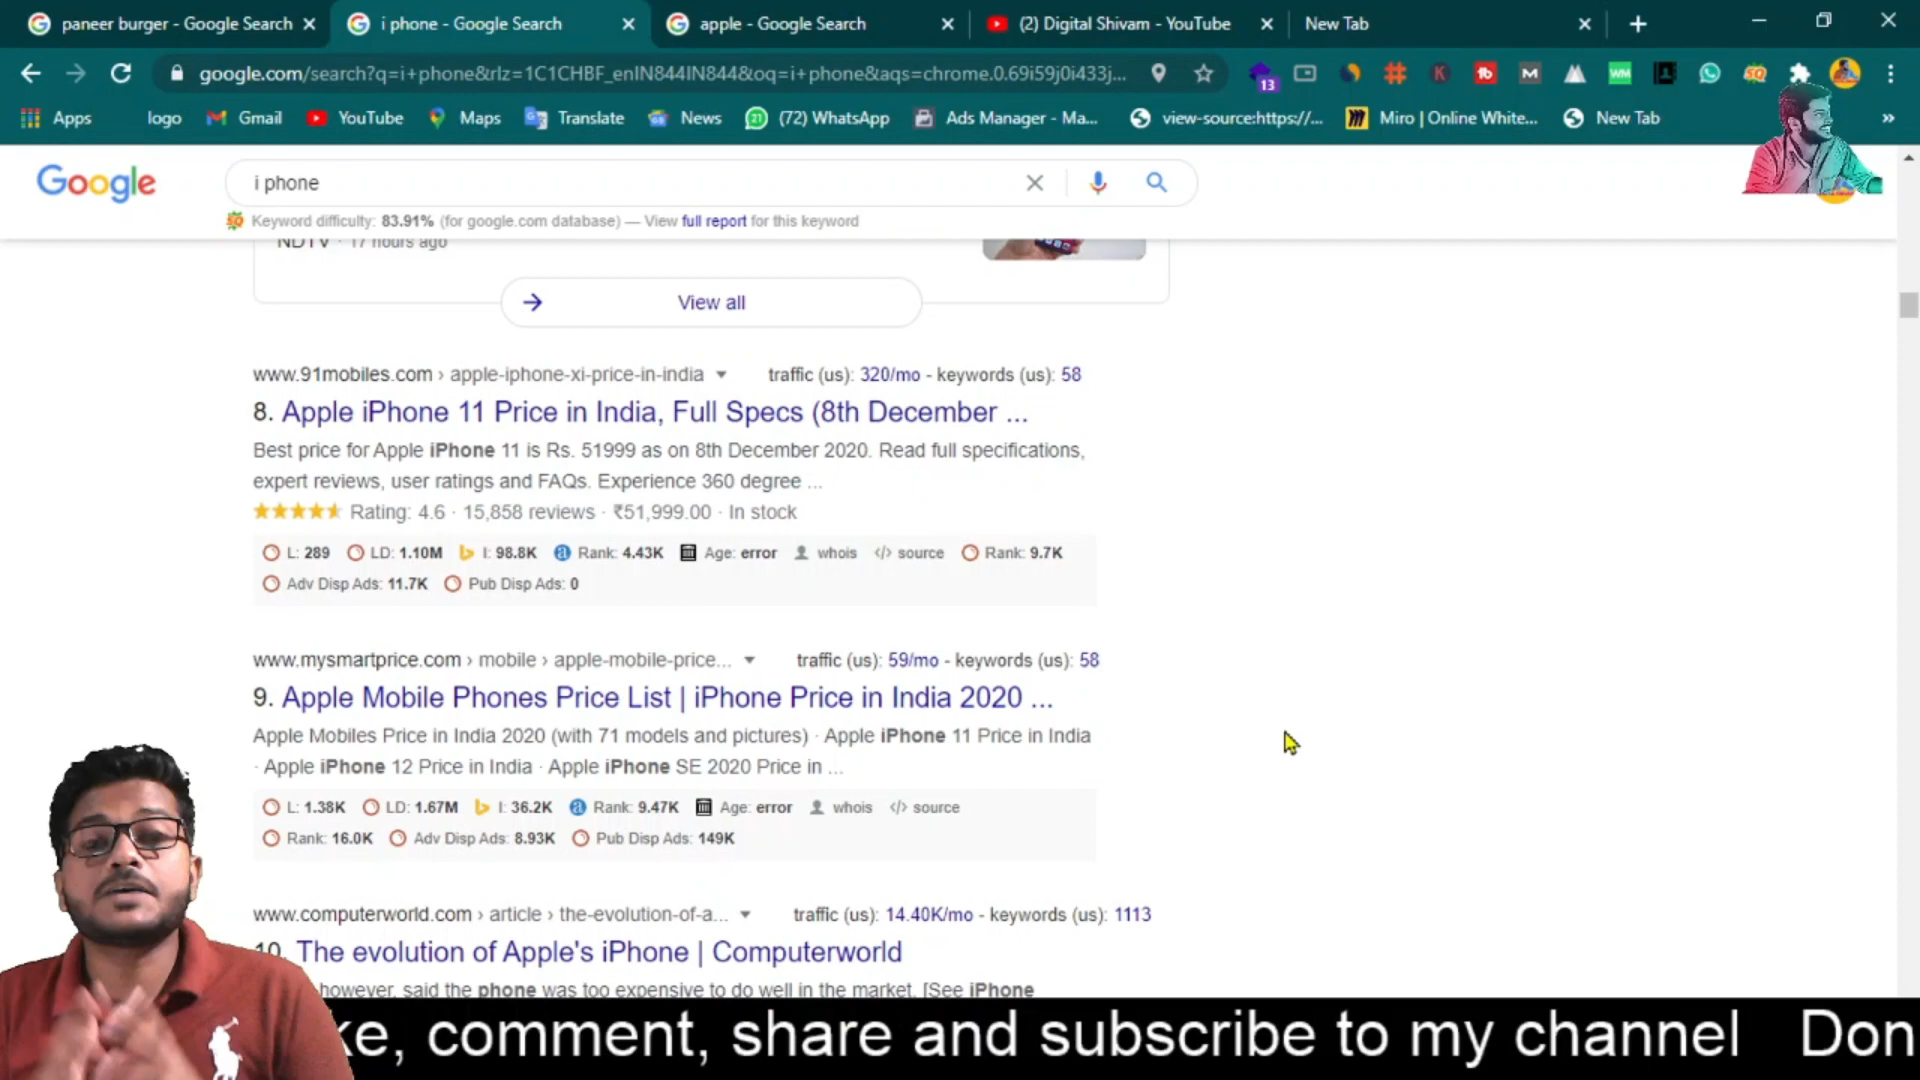 paneer burger - Google Search
i phone - Google Search
apple - Google Search
(2) Digital Shivam - YouTube
New Tab
google.com/search?q=i+phone&rlz=1C1CHBF_enIN844IN844&oq=i+phone&aqs=chrome.0.69i59j0i433j...
13
Apps
logo
Gmail
YouTube
Maps
Translate
News
(72) WhatsApp
Ads Manager - Ma...
view-source:https://...
Miro | Online White...
New Tab
»
Google
i phone
Keyword difficulty: 83.91% (for google.com database) — View full report for this keyword
NDTV · 17 hours ago
View all
www.91mobiles.com › apple-iphone-xi-price-in-india
traffic (us): 320/mo - keywords (us): 58
8. Apple iPhone 11 Price in India, Full Specs (8th December ...
Best price for Apple iPhone 11 is Rs. 51999 as on 8th December 2020. Read full specifications,
expert reviews, user ratings and FAQs. Experience 360 degree ...
Rating: 4.6 · 15,858 reviews · ₹51,999.00 · In stock
L: 289 LD: 1.10M I: 98.8K Rank: 4.43K Age: error whois </> source Rank: 9.7K
Adv Disp Ads: 11.7K Pub Disp Ads: 0
www.mysmartprice.com › mobile › apple-mobile-price...
traffic (us): 59/mo - keywords (us): 58
9. Apple Mobile Phones Price List | iPhone Price in India 2020 ...
Apple Mobiles Price in India 2020 (with 71 models and pictures) · Apple iPhone 11 Price in India
· Apple iPhone 12 Price in India · Apple iPhone SE 2020 Price in ...
L: 1.38K LD: 1.67M I: 36.2K Rank: 9.47K Age: error whois </> source
Rank: 16.0K Adv Disp Ads: 8.93K Pub Disp Ads: 149K
www.computerworld.com › article › the-evolution-of-a...
traffic (us): 14.40K/mo - keywords (us): 1113
10. The evolution of Apple's iPhone | Computerworld
however, said the phone was too expensive to do well in the market. [See iPhone
ke, comment, share and subscribe to my channel Don